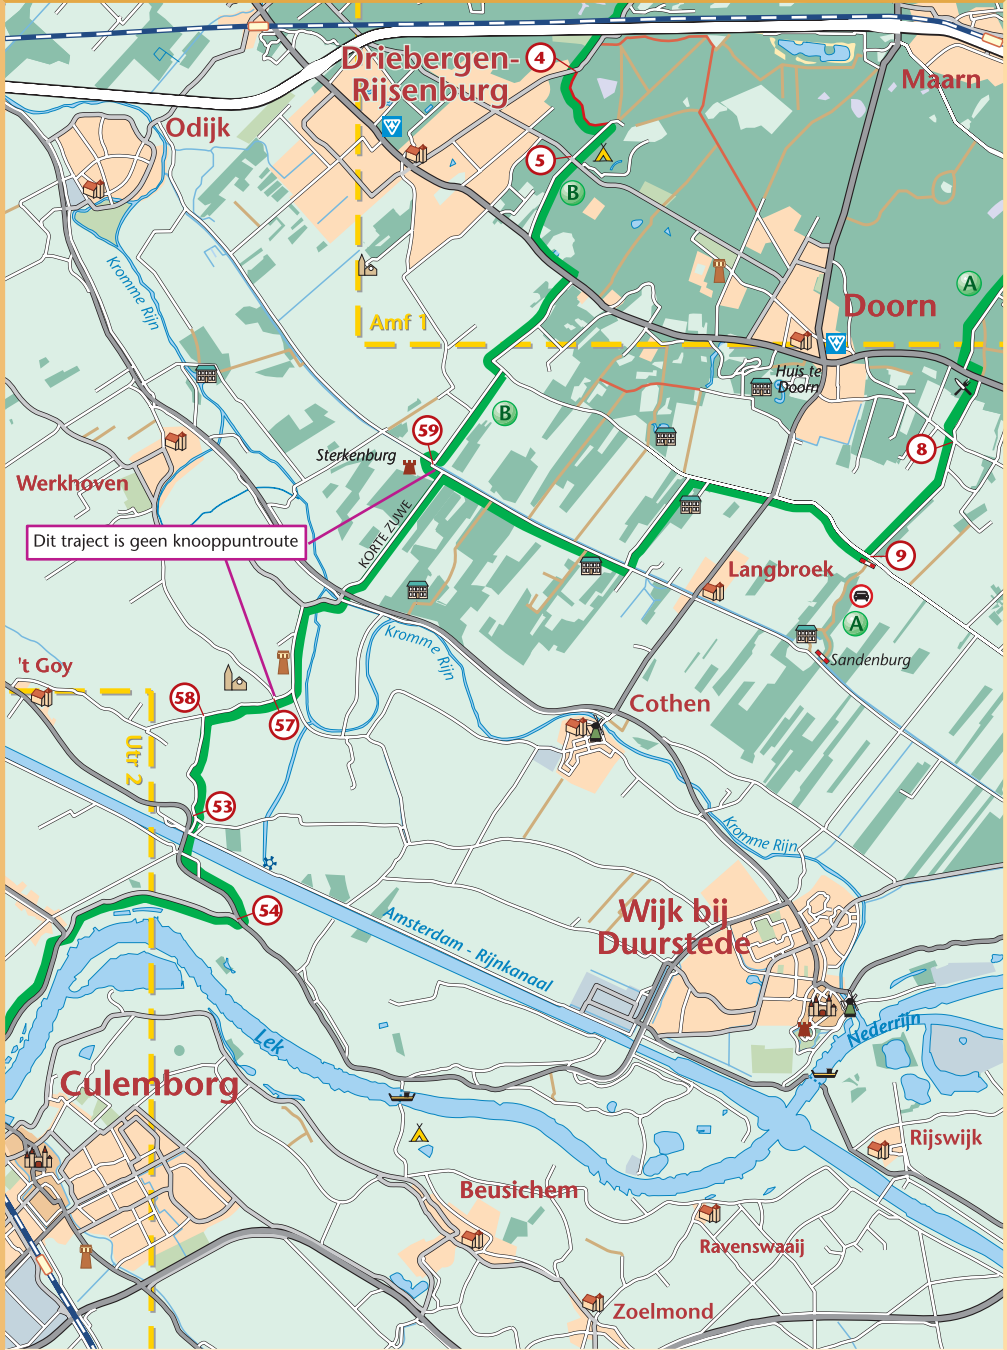 Driebergen-
Rijsenburg
4
Maarn
Odijk
5
B
Kromme Rijn
A
Doorn
Amf 1
Huis te
Doorn
B
59
8
Sterkenburg
Werkhoven
KORTE ZUWE
Dit traject is geen knooppuntroute
9
Langbroek
A
Kromme Rijn
't Goy
Sandenburg
58
57
Cothen
Utr 2
53
Kromme Rijn
54
Wijk bij
Duurstede
Amsterdam - Rijnkanaal
Nederrijn
Lek
Culemborg
Rijswijk
Beusichem
Ravenswaaij
Zoelmond